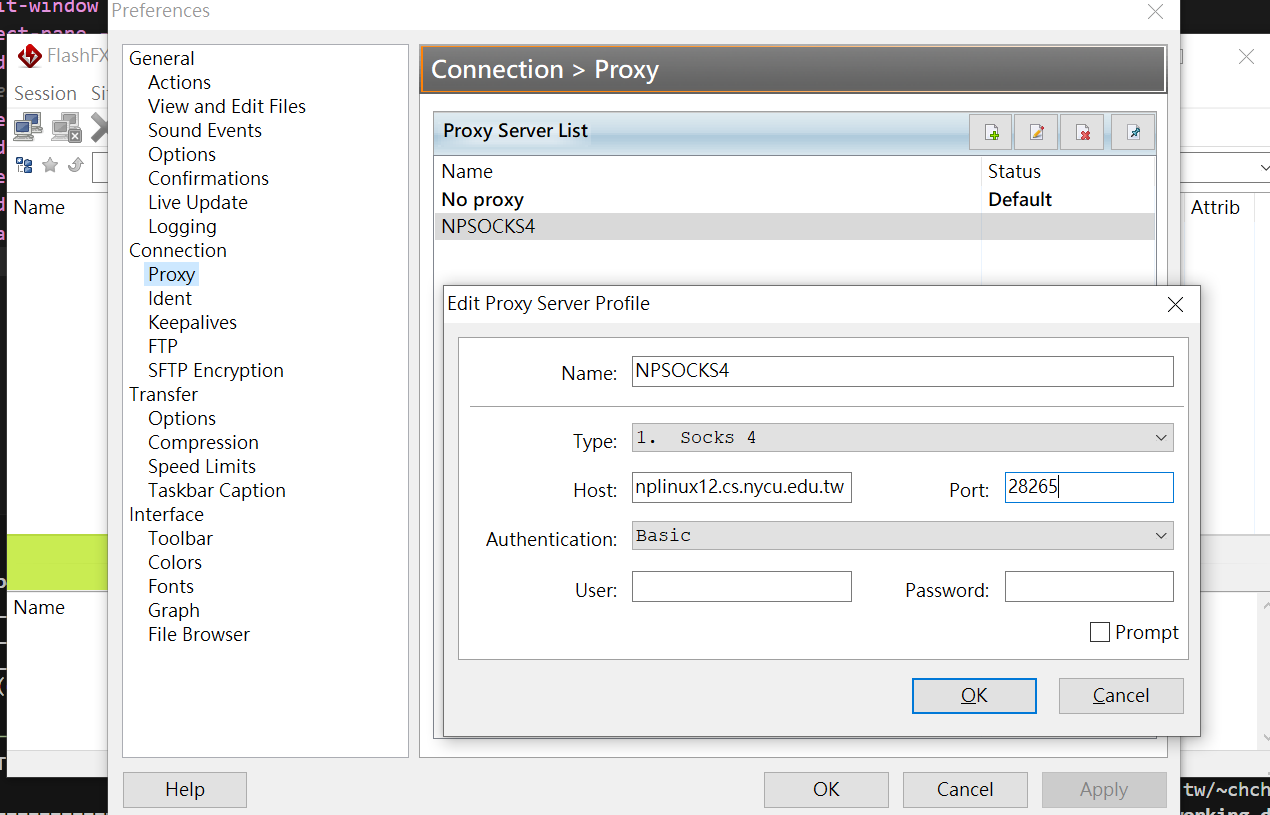 it-window
Preferences
FlashFX
Session
General
Actions
View and Edit Files
Sound Events
Options
Confirmations
Live Update
Logging
Connection
Proxy
Ident
Keepalives
FTP
SFTP Encryption
Transfer
Options
Compression
Speed Limits
Taskbar Caption
Interface
Toolbar
Colors
Fonts
Graph
File Browser
Name
Name
Connection > Proxy
Proxy Server List
Name Status
No proxy Default
NPSOCKS4
Attrib
Edit Proxy Server Profile
Name: NPSOCKS4
Type: 1. Socks 4
Host: nplinux12.cs.nycu.edu.tw Port: 28265
Authentication: Basic
User: Password:
Prompt
OK Cancel
Help OK Cancel Apply
tw/~chch